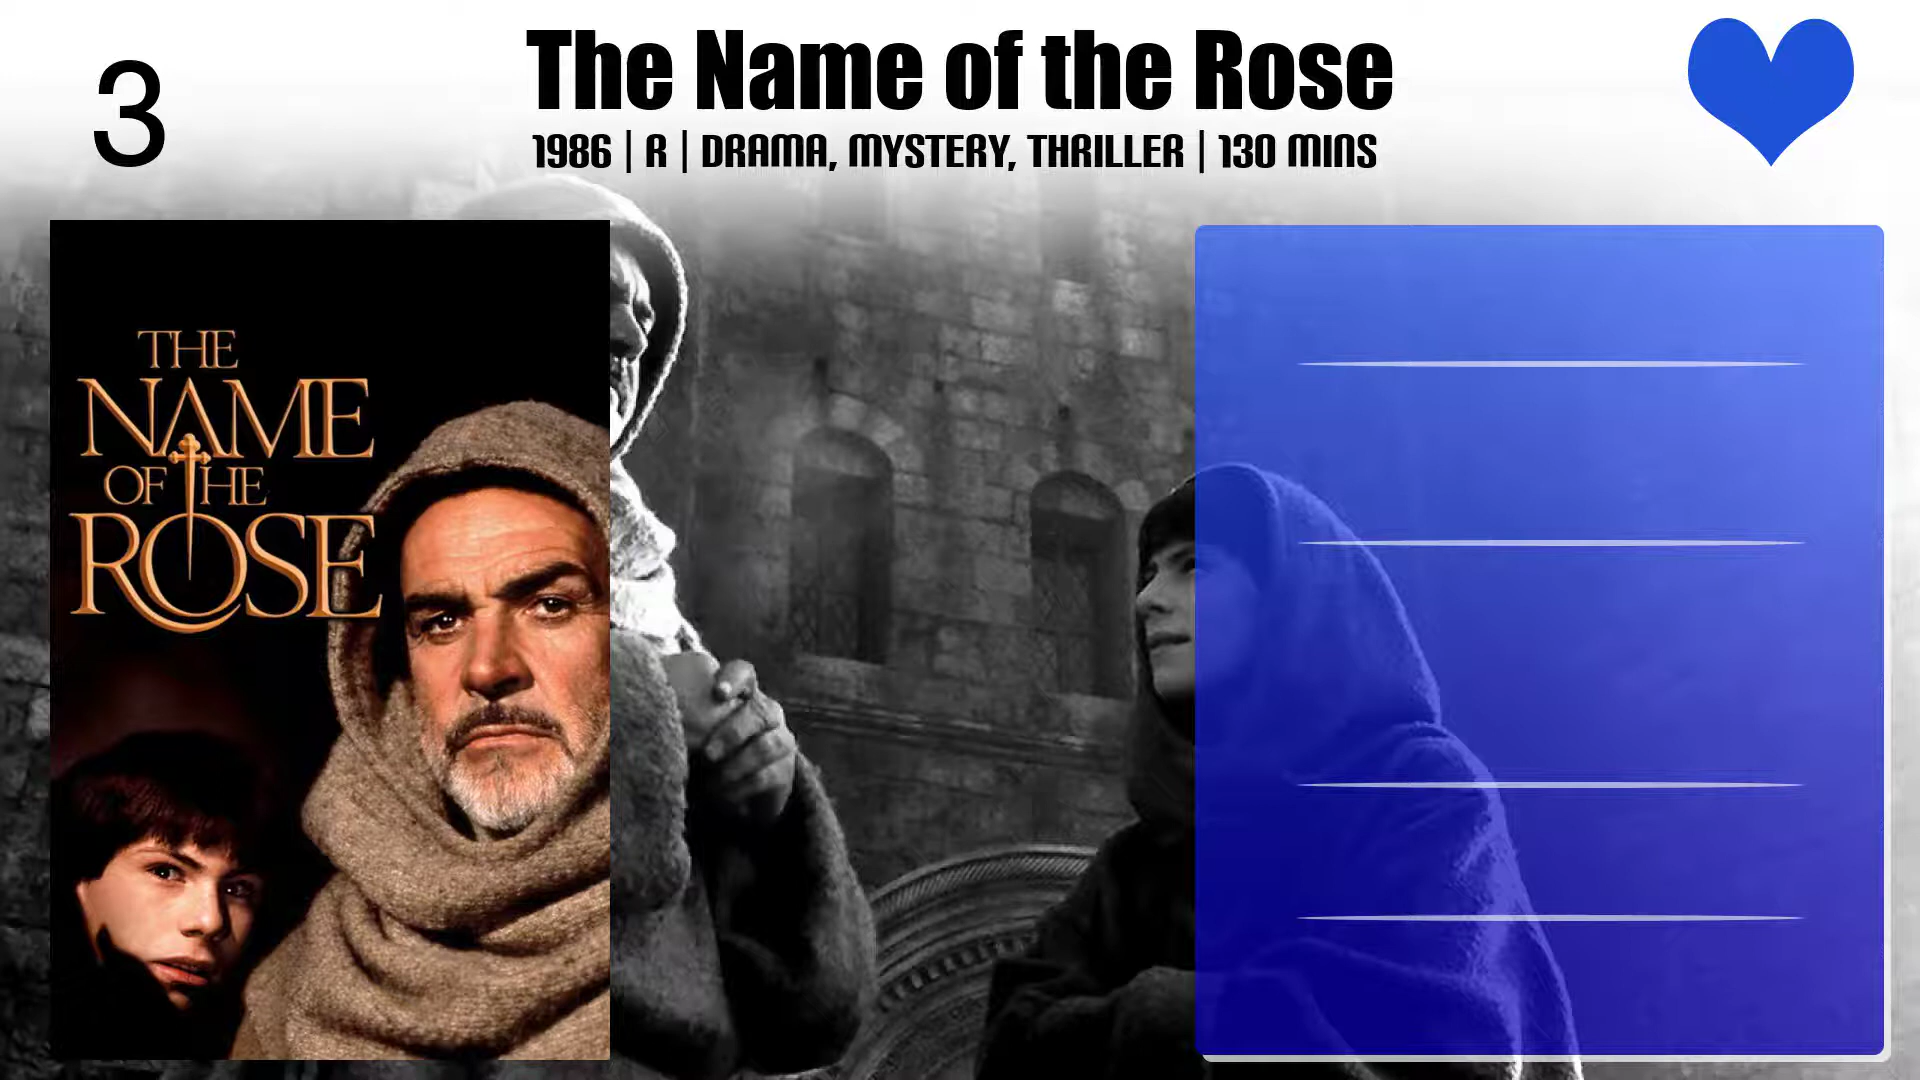 3
The Name of the Rose
1986 | R | DRAMA, MYSTERY, THRILLER | 130 MINS
THE
NAME
OF THE
ROSE